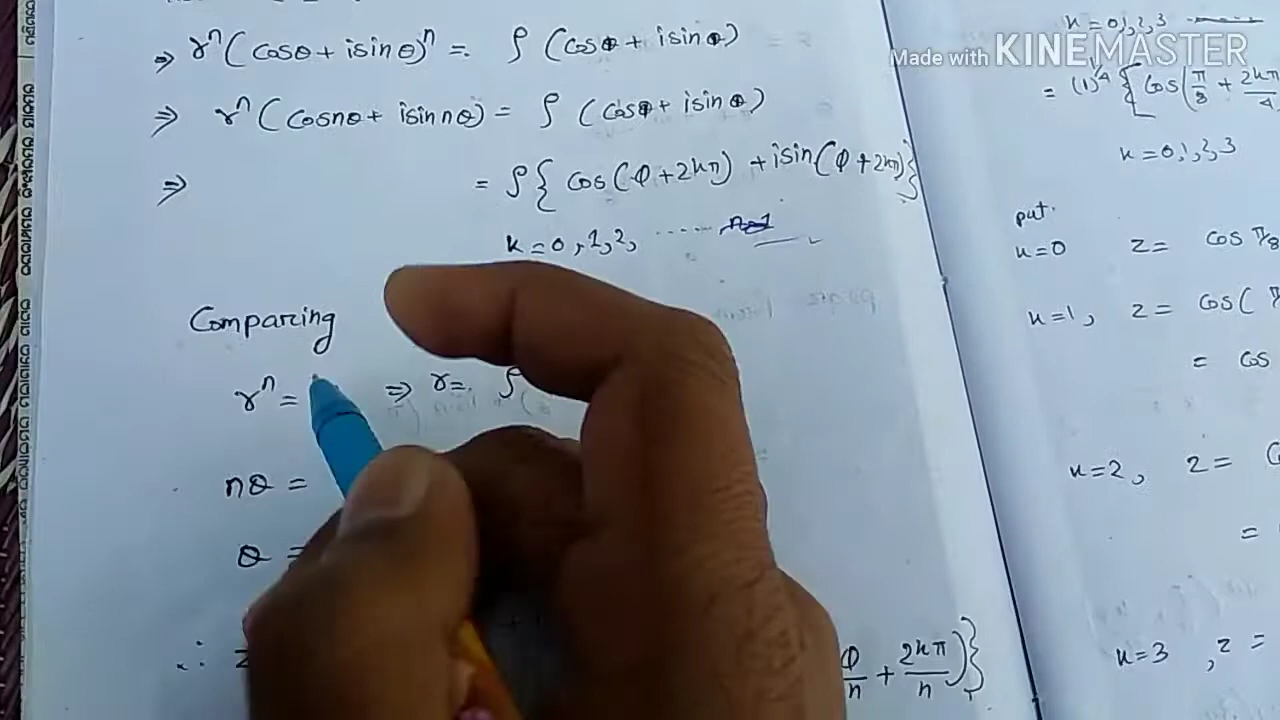 ⇒ rⁿ(cosθ + isinθ)ⁿ = ρ (cosφ + isinφ)
⇒ rⁿ(cosnθ + isin nθ) = ρ (cosφ + isinφ)
⇒ = ρ{ cos(φ+2kπ) + isin(φ+2kπ)}
k=0,1,2, ......
Comparing
rⁿ = ⇒ r = ρ
nθ =
θ =
∴ z
φ/n + 2kπ/n )}
Made with KINEMASTER
k=0,1,2,3
= (1)^1/4 { cos(π/8 + 2kπ/4
k=0,1,2,3
put
k=0 z= cos π/8
k=1, z= cos(
= cos
k=2, z=
=
k=3 , z=